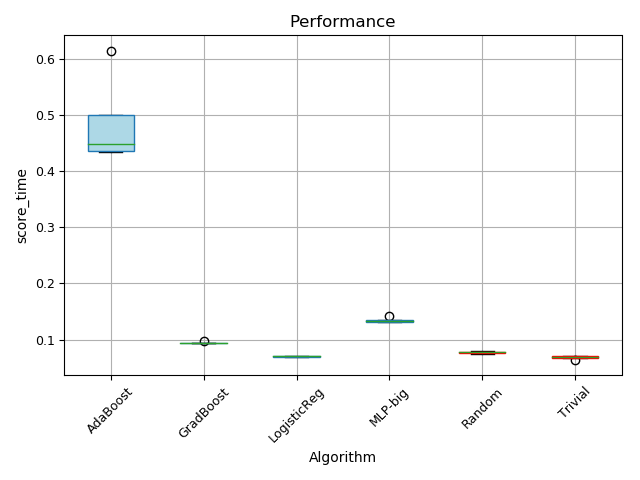 Performance
0.6
0.5
0.4
0.3
0.2
0.1
score_time
AdaBoost
GradBoost
LogisticReg
MLP-big
Random
Trivial
Algorithm